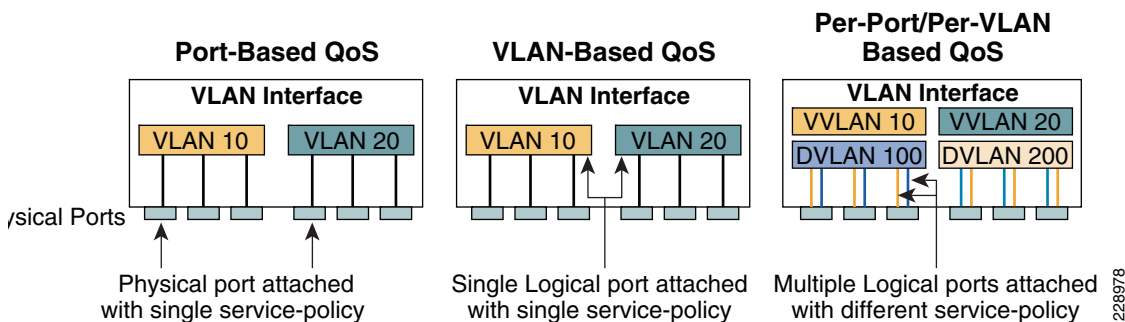 Port-Based QoS
VLAN Interface
VLAN 10
VLAN 20
VLAN-Based QoS
VLAN Interface
VLAN 10
VLAN 20
Per-Port/Per-VLAN
Based QoS
VLAN Interface
VVLAN 10
VVLAN 20
DVLAN 100
DVLAN 200
ysical Ports
Physical port attached
with single service-policy
Single Logical port attached
with single service-policy
Multiple Logical ports attached
with different service-policy
228978